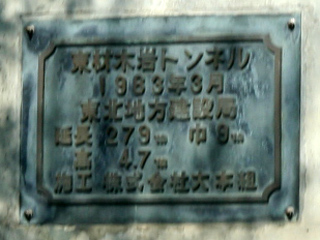 東材木岩トンネル
1983年3月
東北地方建設局
延長 279m 巾 9m
高 4.7m
施工 株式会社大本組